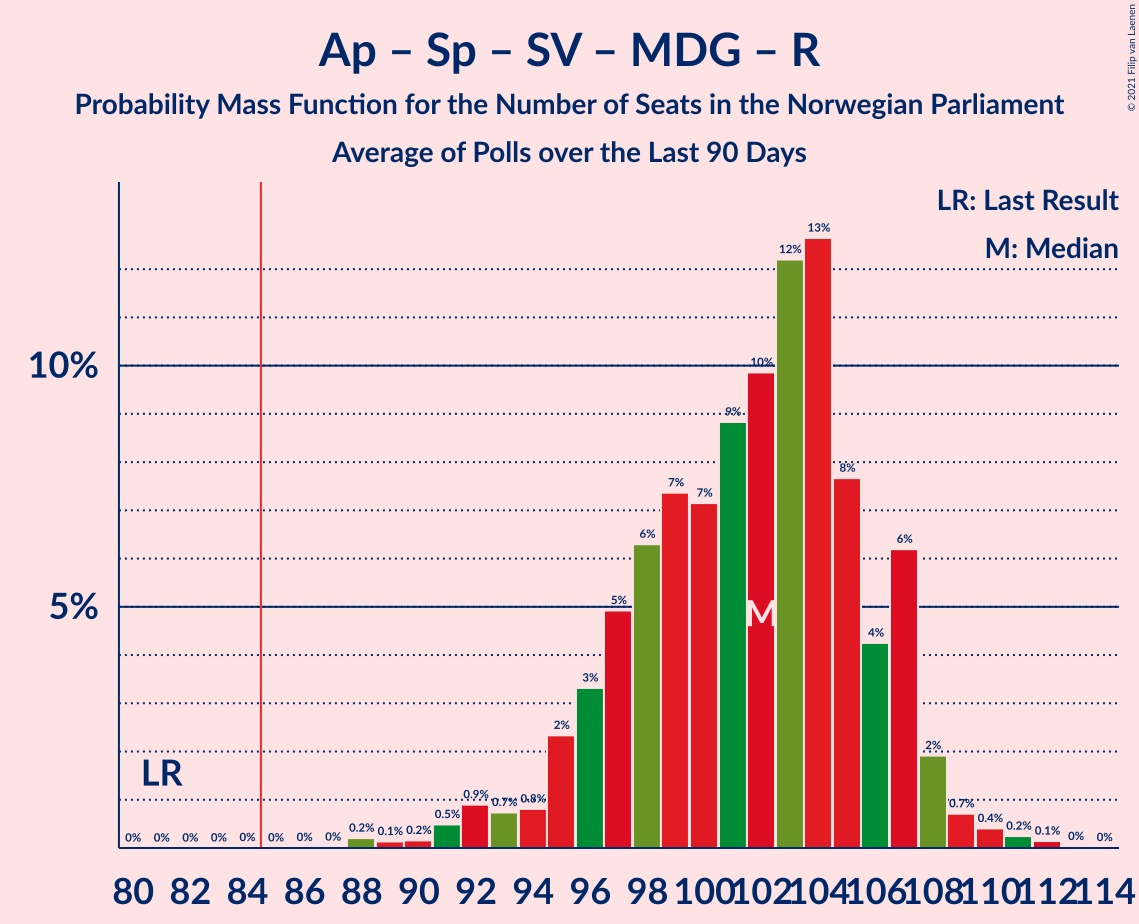 © 2021 Filip van Laenen
Ap – Sp – SV – MDG – R
Probability Mass Function for the Number of Seats in the Norwegian Parliament
Average of Polls over the Last 90 Days
LR: Last Result
M: Median
13%
12%
10%
10%
9%
8%
7%
7%
6%
6%
5%
5%
M
4%
3%
2%
2%
LR
0% 0% 0% 0% 0% 0% 0% 0% 0.2% 0.1% 0.2% 0.5% 0.9% 0.7% 0.8% 0.7% 0.4% 0.2% 0.1% 0% 0%
80 82 84 86 88 90 92 94 96 98 100 102 104 106 108 110 112 114